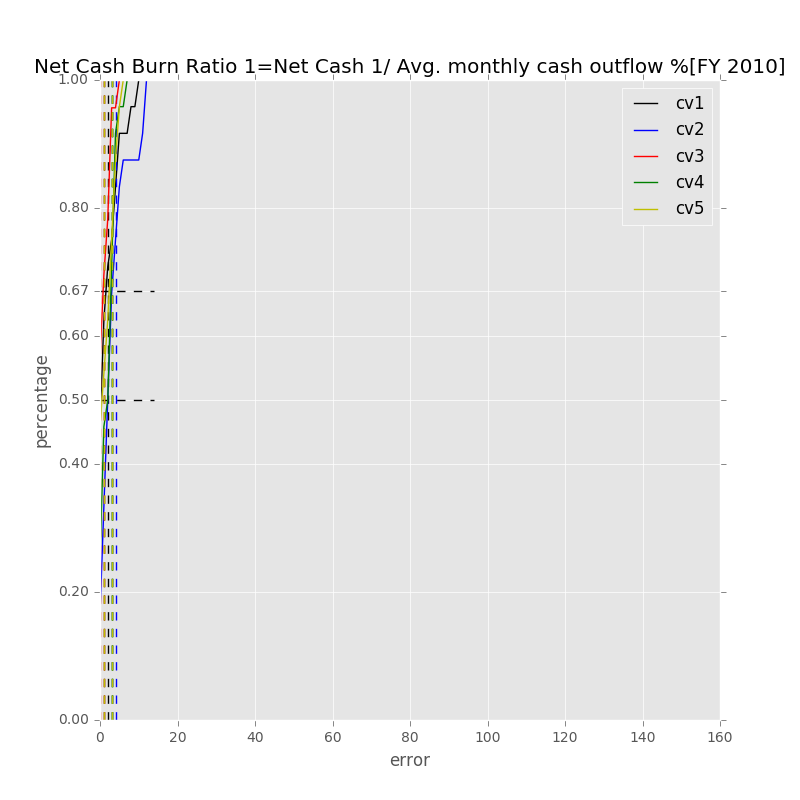 Net Cash Burn Ratio 1=Net Cash 1/ Avg. monthly cash outflow %[FY 2010]
1.00
0.80
0.67
0.60
0.50
0.40
0.20
0.00
percentage
cv1
cv2
cv3
cv4
cv5
0 20 40 60 80 100 120 140 160
error